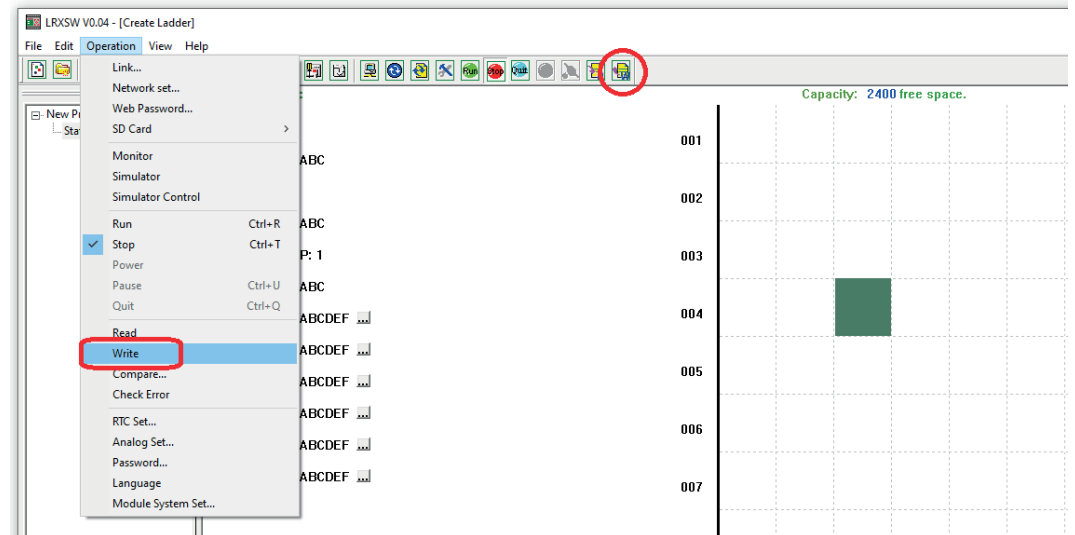 LRXSW V0.04 - [Create Ladder]
File Edit Operation View Help
Run Stop Quit
Capacity: 2400 free space.
New P
Sta
Link...
Network set...
Web Password...
SD Card >
Monitor
Simulator
Simulator Control
Run Ctrl+R
Stop Ctrl+T
Power
Pause Ctrl+U
Quit Ctrl+Q
Read
Write
Compare...
Check Error
RTC Set...
Analog Set...
Password...
Language
Module System Set...
ABC
ABC
P: 1
ABC
ABCDEF ...
ABCDEF ...
ABCDEF ...
ABCDEF ...
ABCDEF ...
ABCDEF ...
001
002
003
004
005
006
007